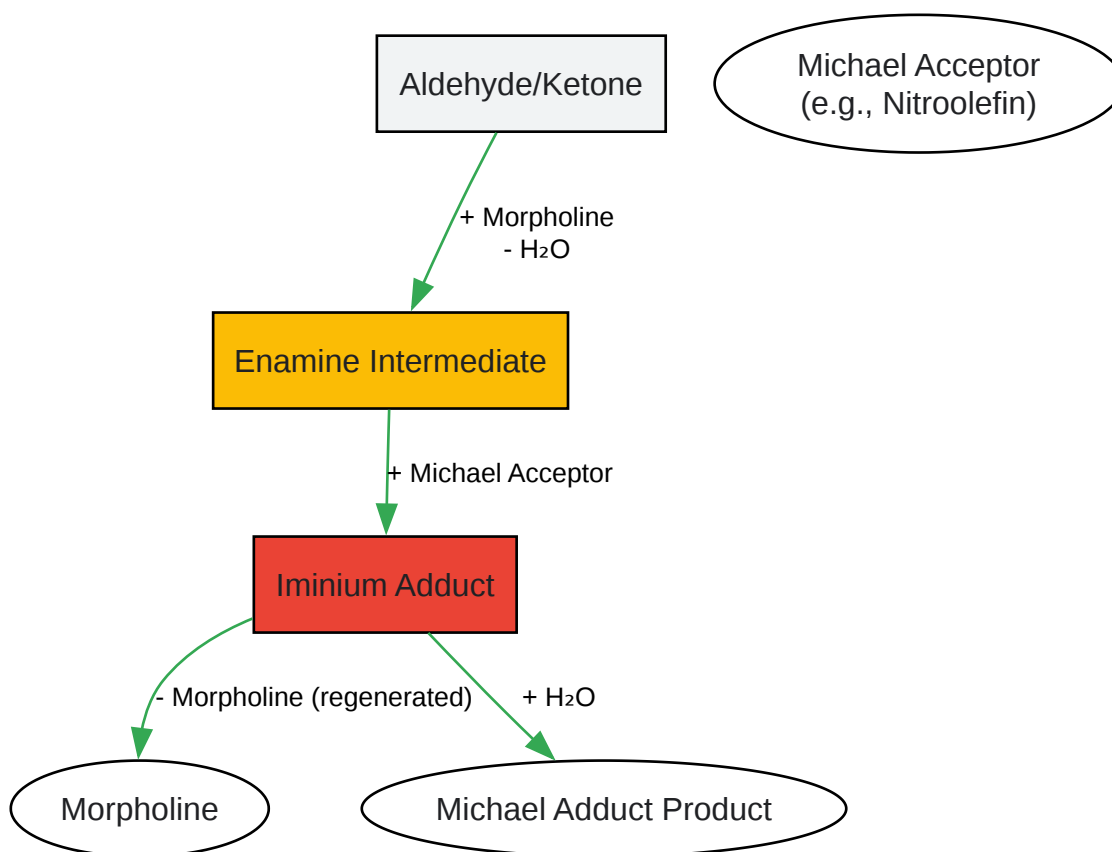 Aldehyde/Ketone
Michael Acceptor
(e.g., Nitroolefin)
+ Morpholine
- H₂O
Enamine Intermediate
+ Michael Acceptor
Iminium Adduct
- Morpholine (regenerated)
+ H₂O
Morpholine
Michael Adduct Product